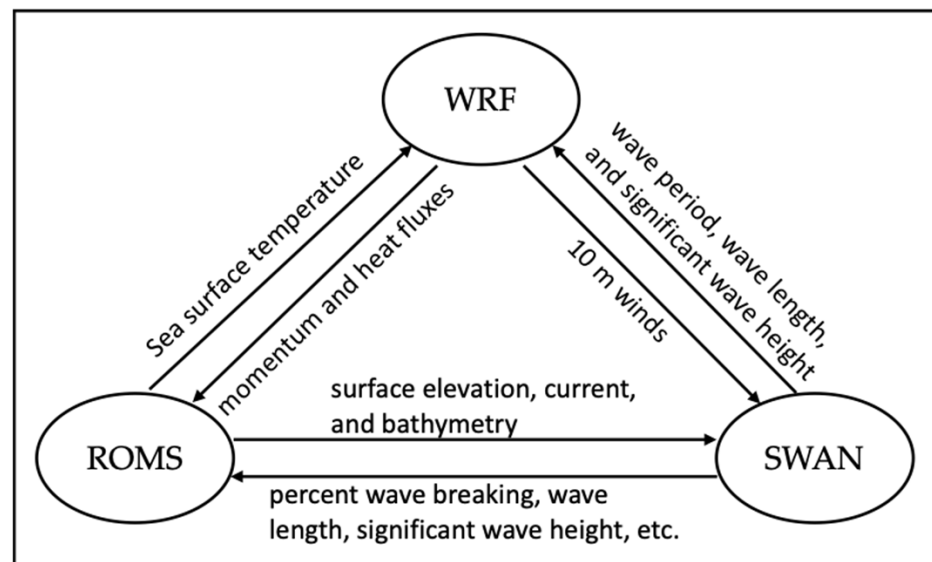 WRF
Sea surface temperature
momentum and heat fluxes
10 m winds
wave period, wave length,
and significant wave height
surface elevation, current,
and bathymetry
ROMS
SWAN
percent wave breaking, wave
length, significant wave height, etc.